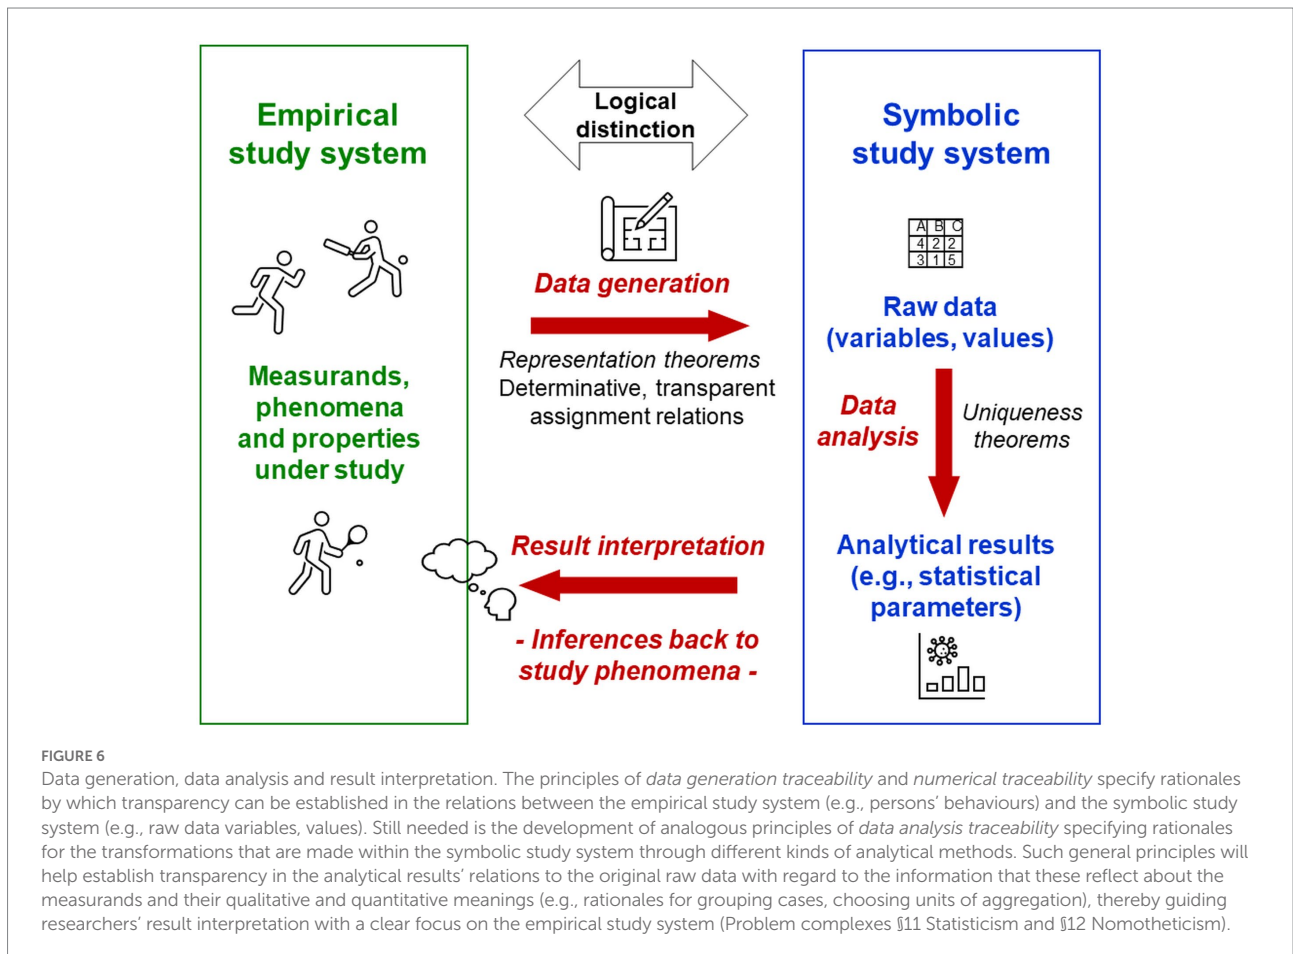 Empirical
study system
Logical
distinction
Symbolic
study system
A B C
4 2 2
3 1 5
Data generation
Raw data
(variables, values)
Representation theorems
Determinative, transparent
assignment relations
Measurands,
phenomena
and properties
under study
Data
analysis
Uniqueness
theorems
Result interpretation
Analytical results
(e.g., statistical
parameters)
- Inferences back to
study phenomena -
FIGURE 6
Data generation, data analysis and result interpretation. The principles of data generation traceability and numerical traceability specify rationales
by which transparency can be established in the relations between the empirical study system (e.g., persons’ behaviours) and the symbolic study
system (e.g., raw data variables, values). Still needed is the development of analogous principles of data analysis traceability specifying rationales
for the transformations that are made within the symbolic study system through different kinds of analytical methods. Such general principles will
help establish transparency in the analytical results’ relations to the original raw data with regard to the information that these reflect about the
measurands and their qualitative and quantitative meanings (e.g., rationales for grouping cases, choosing units of aggregation), thereby guiding
researchers’ result interpretation with a clear focus on the empirical study system (Problem complexes §11 Statisticism and §12 Nomotheticism).